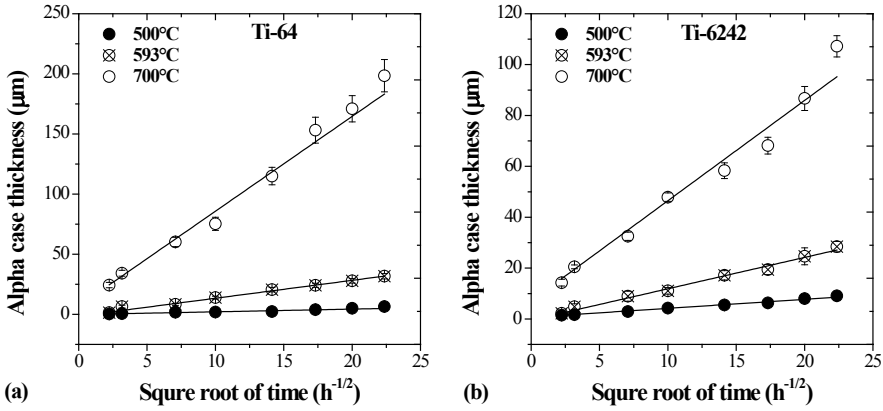 Ti-64
500°C
593°C
700°C
Alpha case thickness (μm)
250
200
150
100
50
0
0 5 10 15 20 25
Squre root of time (h-1/2)
(a)
Ti-6242
500°C
593°C
700°C
Alpha case thickness (μm)
120
100
80
60
40
20
0
0 5 10 15 20 25
Squre root of time (h-1/2)
(b)